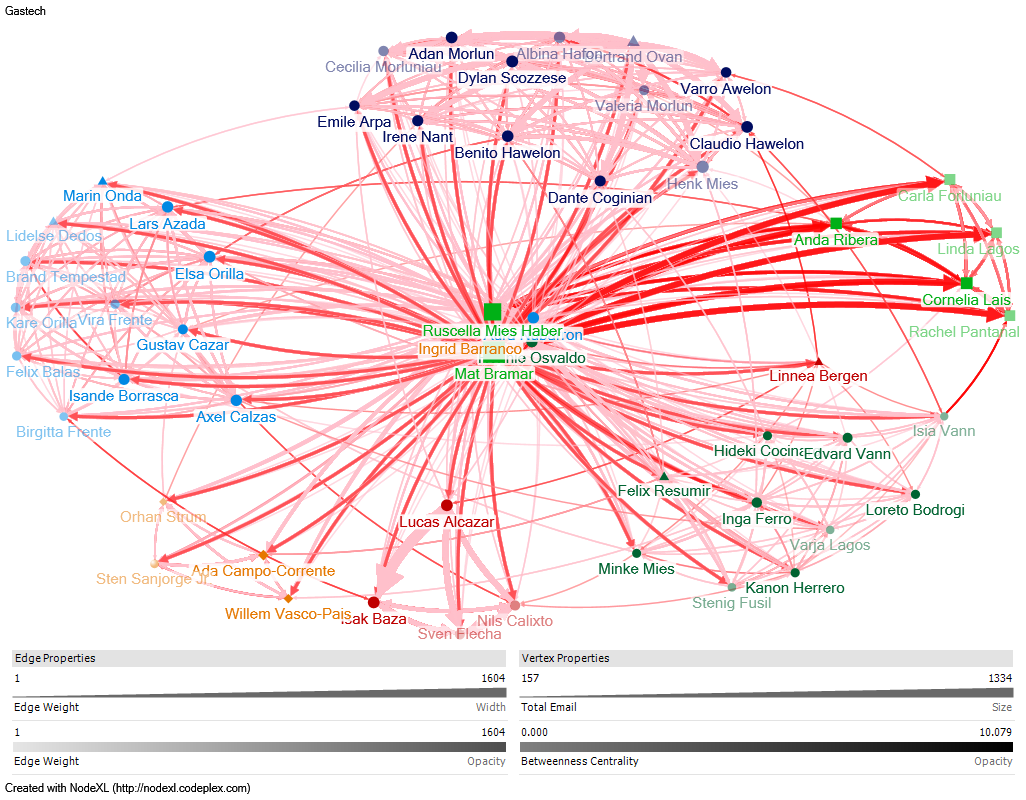 Gastech
Adan Morlun
Albina Hafon
Bertrand Ovan
Cecilia Morluniau
Dylan Scozzese
Varro Awelon
Valeria Morlun
Emile Arpa
Irene Nant
Benito Hawelon
Claudio Hawelon
Henk Mies
Dante Coginian
Marin Onda
Lars Azada
Carla Forluniau
Lidelse Dedos
Anda Ribera
Linda Lagos
Elsa Orilla
Brand Tempestad
Cornelia Lais
Kare Orilla
Vira Frente
Ruscella Mies Haber
Rachel Pantanal
Gustav Cazar
Ingrid Barranco
Osvaldo
Felix Balas
Mat Bramar
Linnea Bergen
Isande Borrasca
Axel Calzas
Birgitta Frente
Isia Vann
Hideki Cocina
Edvard Vann
Felix Resumir
Orhan Strum
Lucas Alcazar
Inga Ferro
Loreto Bodrogi
Varja Lagos
Sten Sanjorge Jr
Ada Campo-Corrente
Minke Mies
Kanon Herrero
Stenig Fusil
Willem Vasco-Pais
Isak Baza
Nils Calixto
Sven Flecha
Edge Properties
1 1604
Edge Weight Width
1 1604
Edge Weight Opacity
Vertex Properties
157 1334
Total Email Size
0.000 10.079
Betweenness Centrality Opacity
Created with NodeXL (http://nodexl.codeplex.com)